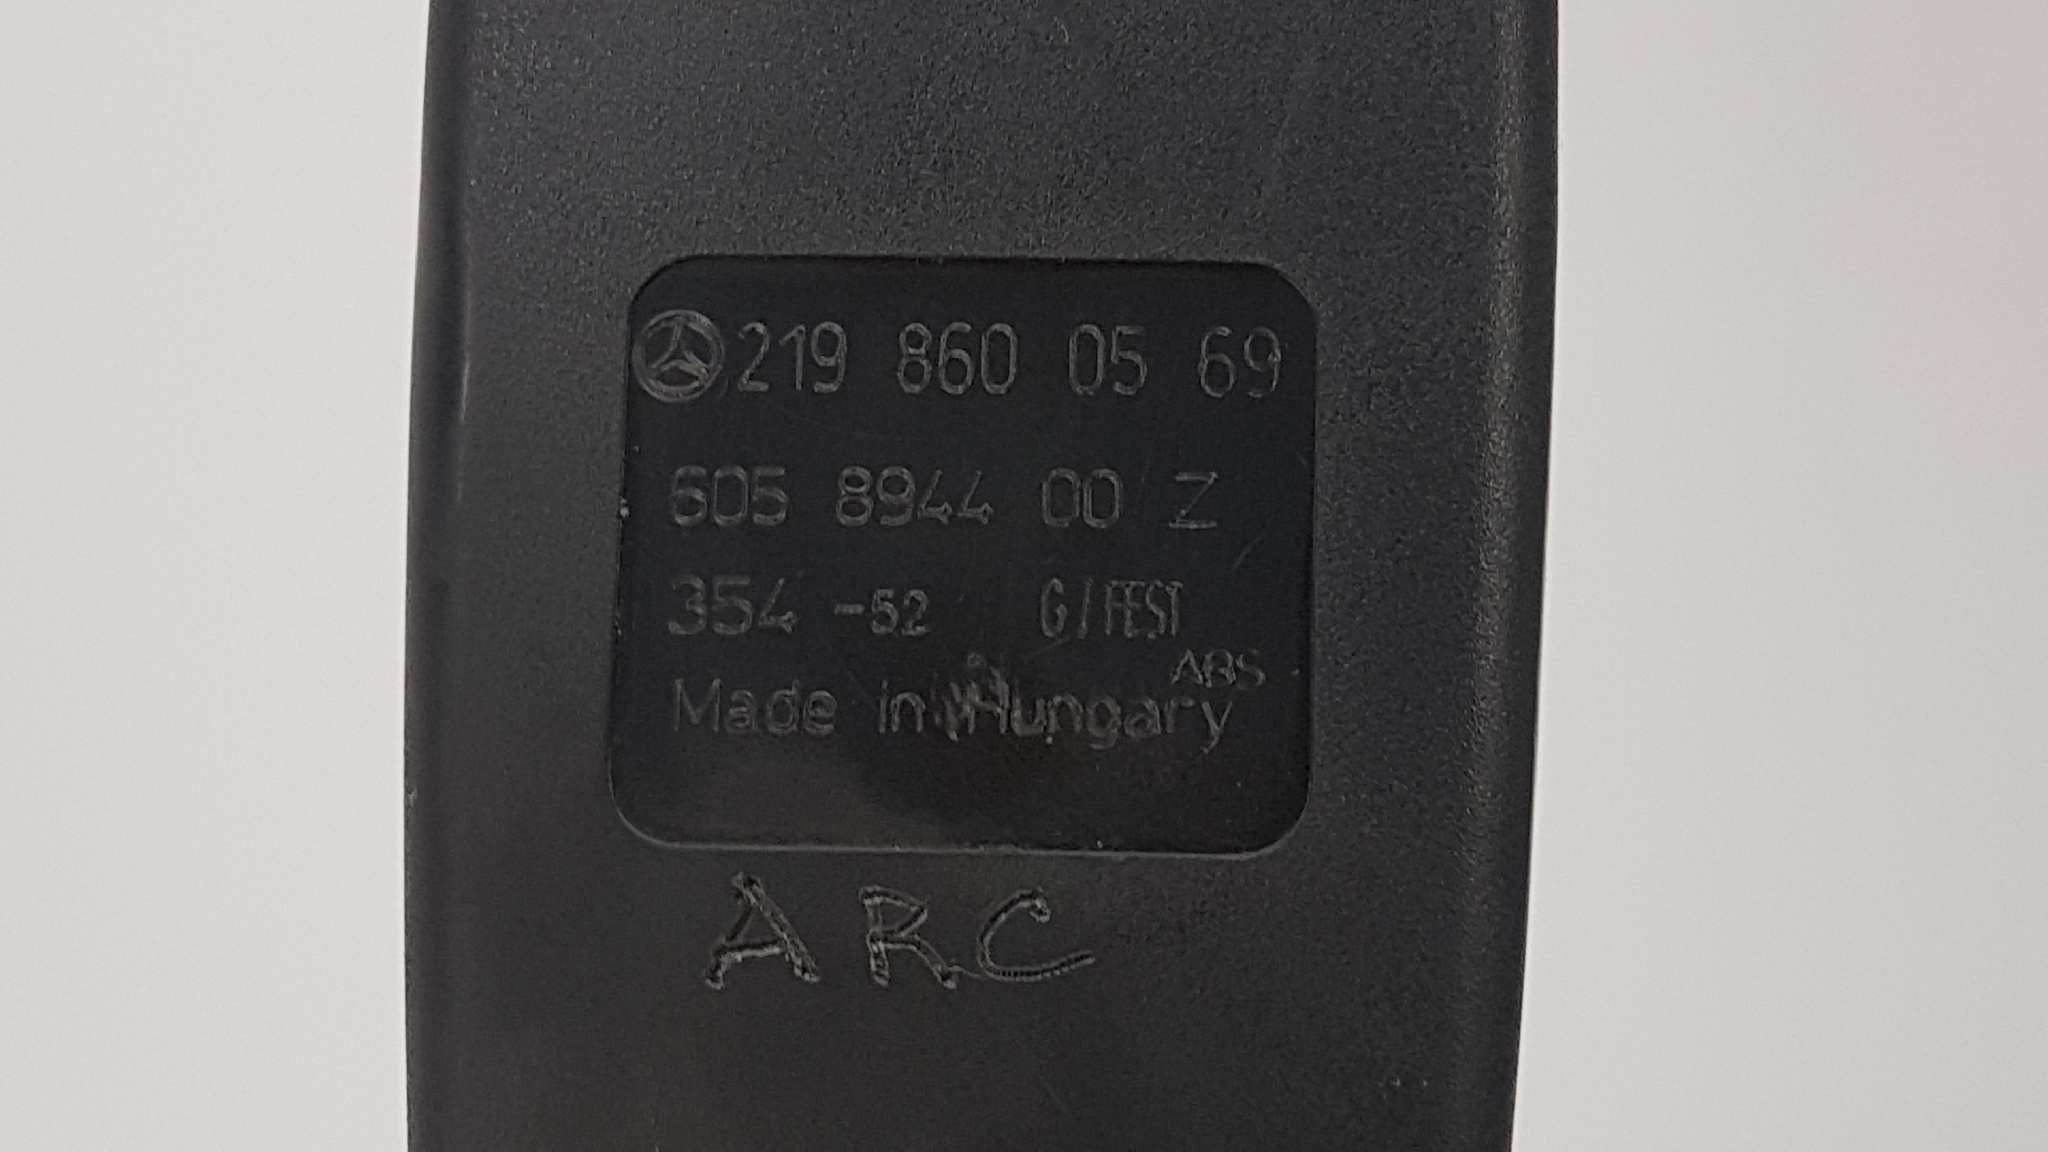 219 860 05 69
605 8944 00 Z
354 -52 G/FEST
ABS
Made in Hungary
ARC